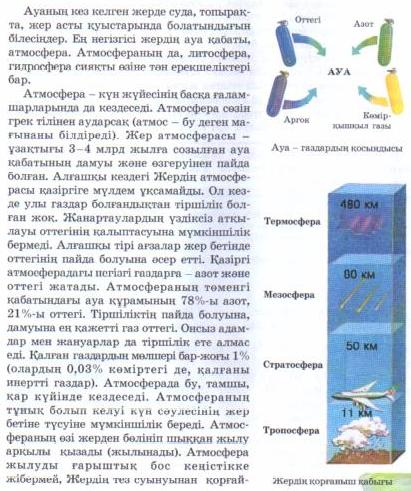 Ауаның кез келген жерде суда, топырақ-
та, жер асты қуыстарында болатындығын
білесіңдер. Ең негізгісі жердің ауа қабаты,
атмосфера. Атмосфераның да, литосфера,
гидросфера сияқты өзіне тән ерекшеліктері
бар.
Атмосфера – күн жүйесінің басқа ғалам-
шарларында да кездеседі. Атмосфера сөзін
грек тілінен аударсақ (атмос – бу деген ма-
ғынаны білдіреді). Жер атмосферасы –
ұзақтығы 3–4 млрд жылға созылған ауа
қабатының дамуы және өзгеруінен пайда
болған. Алғашқы кездегі Жердің атмосфе-
расы қазіргіге мүлдем ұқсамайды. Ол кез-
де улы газдар болғандықтан тіршілік бол-
ған жоқ. Жанартаулардың үздіксіз атқы-
лауы оттегінің қалыптасуына мүмкіншілік
бермеді. Алғашқы тірі ағзалар жер бетінде
оттегінің пайда болуына әсер етті. Қазіргі
атмосферадағы негізгі газдарға – азот және
оттегі жатады. Атмосфераның төменгі
қабатындағы ауа құрамының 78%-ы азот,
21%-ы оттегі. Тіршіліктің пайда болуына,
дамуына ең қажетті газ оттегі. Онсыз адам-
дар мен жануарлар да тіршілік ете алмас
еді. Қалған газдардың мөлшері бар-жоғы 1%
(олардың 0,03% көміртегі де, қалғаны
инертті газдар). Атмосферада бу, тамшы,
қар күйінде кездеседі. Атмосфераның
тұнық болып келуі күн сәулесінің жер
бетіне түсуіне мүмкіншілік береді. Атмос-
фераның өзі жерден бөлініп шыққан жылу
арқылы қызады (жылынады). Атмосфера
жылуды ғарыштық бос кеңістікке
жібермей, Жердің тез суынуынан қорғай-
Оттегі
Азот
АУА
Аргон
Көмір-
қышқыл газы
Ауа – газдардың қосындысы
480 км
Термосфера
80 км
Мезосфера
50 км
Стратосфера
11 км
Тропосфера
Жердің қорғаныш қабығы